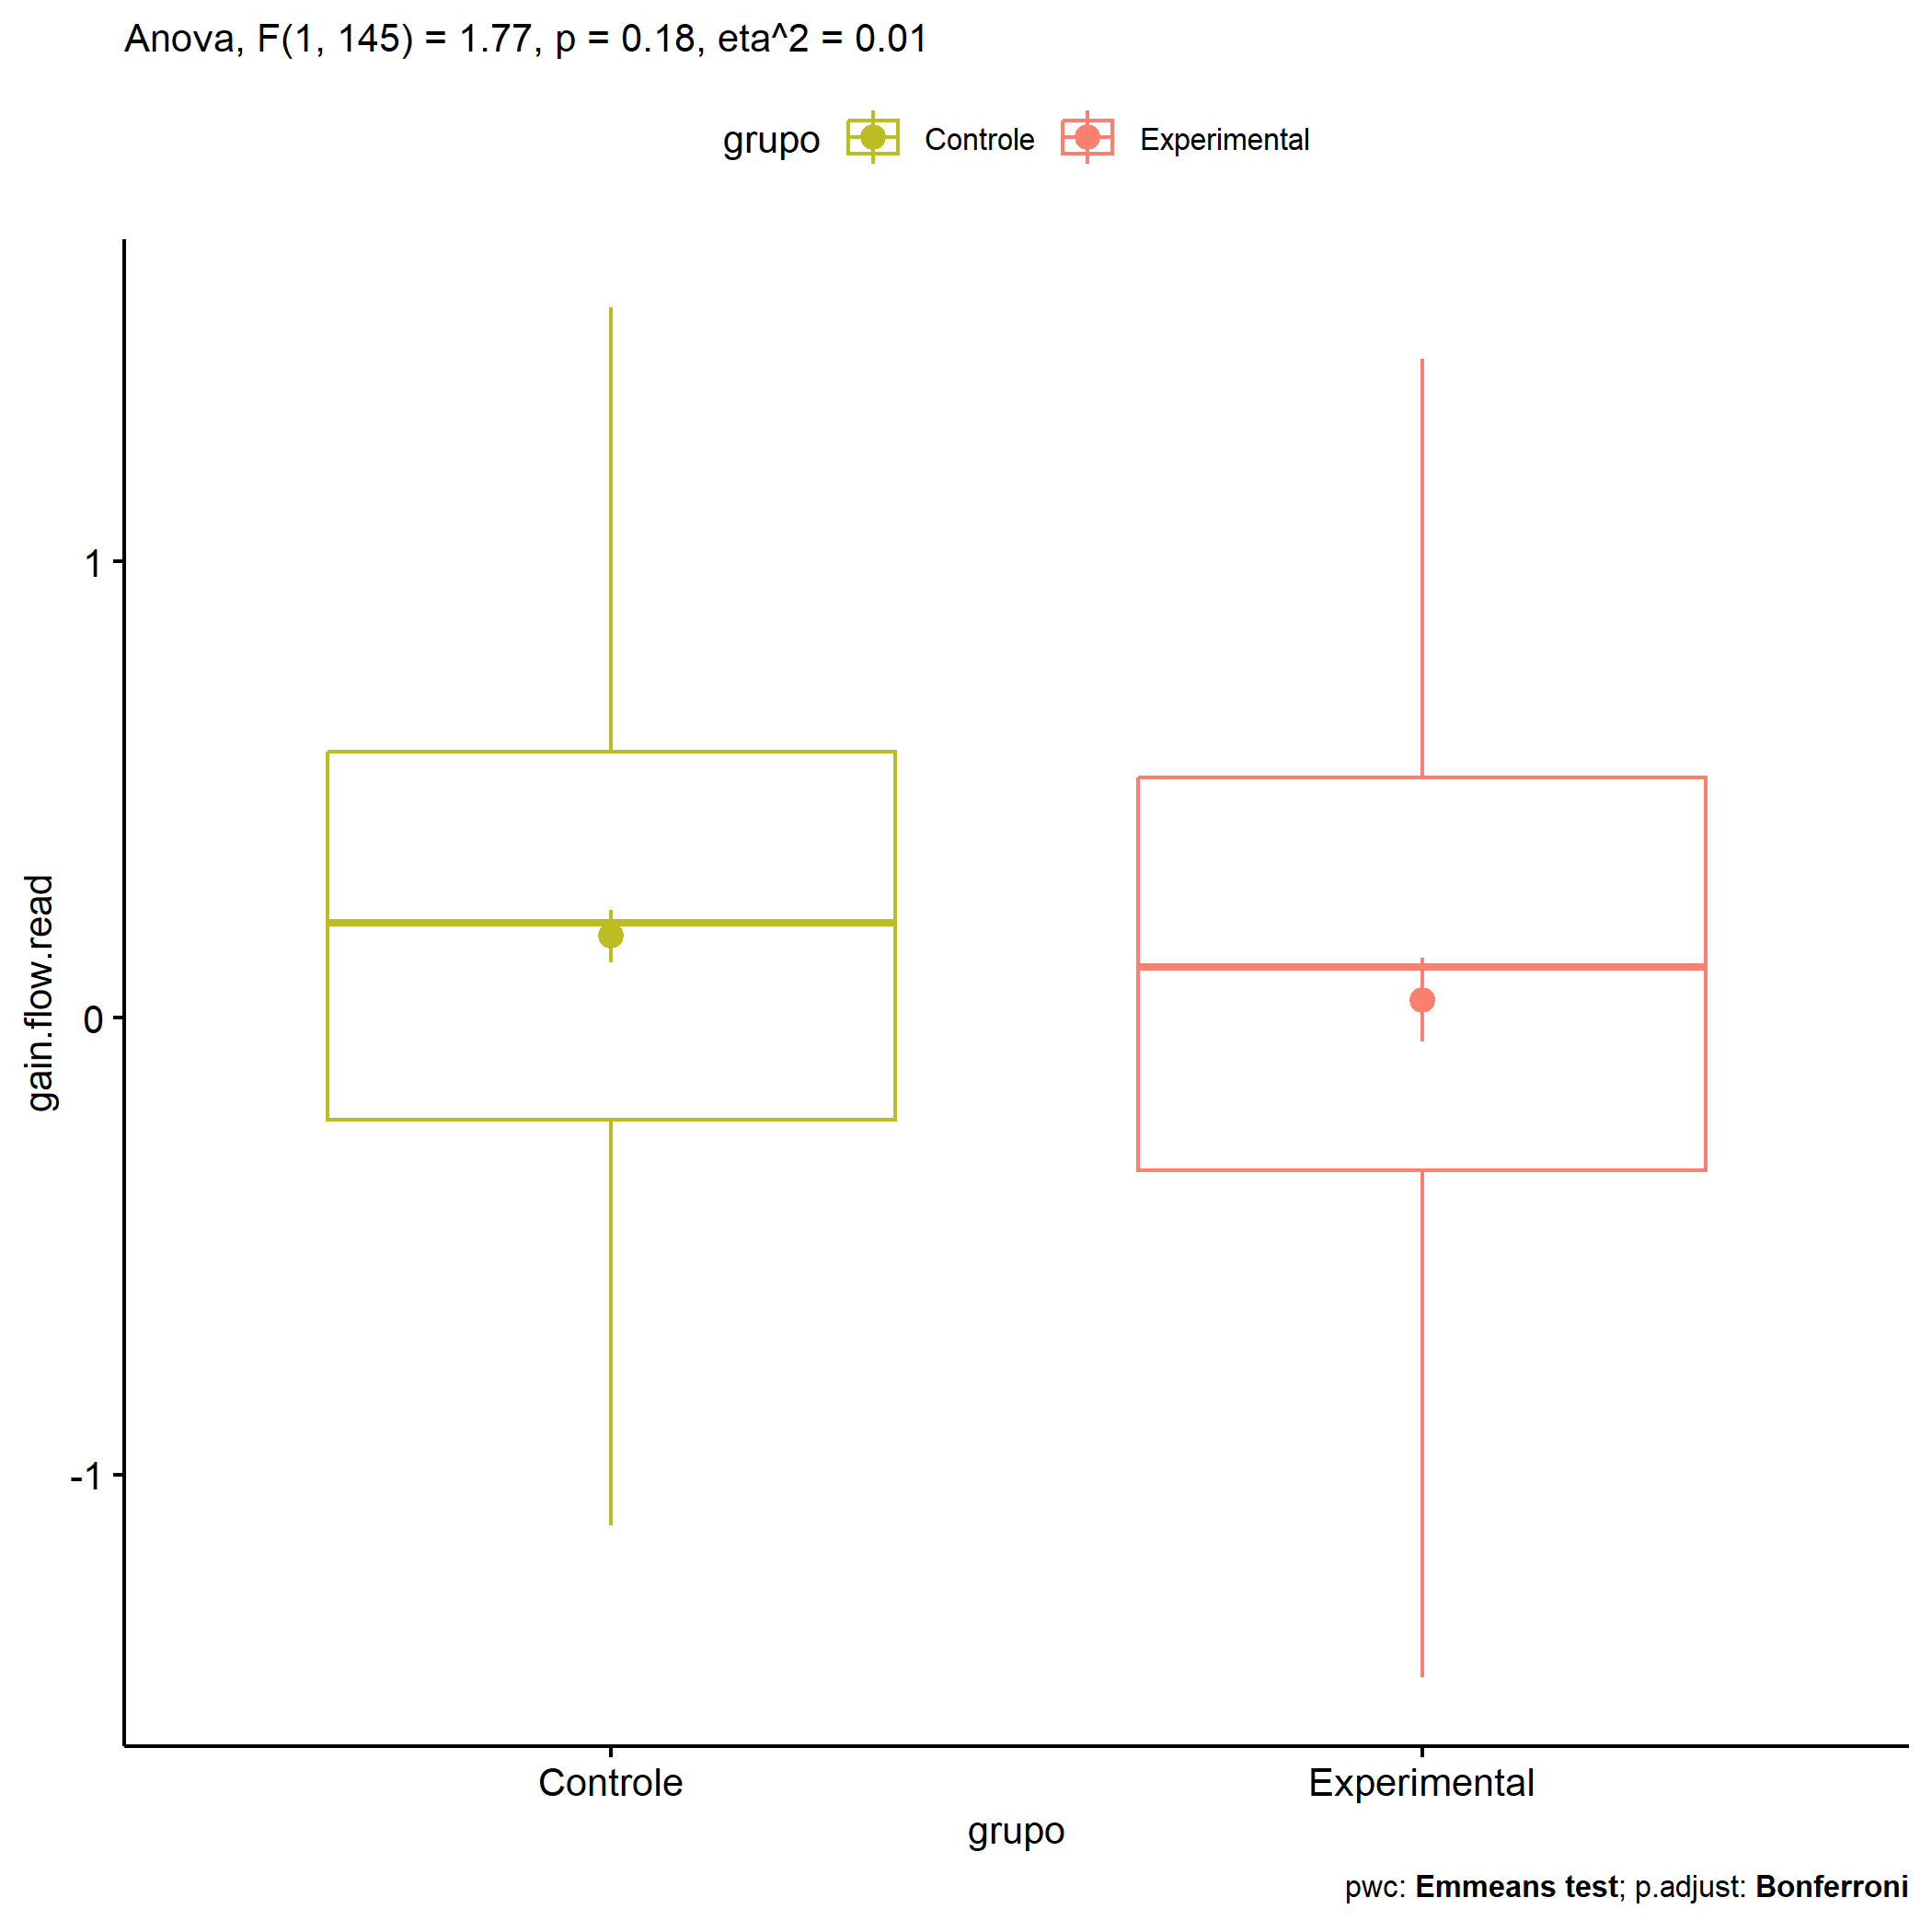 Anova, F(1, 145) = 1.77, p = 0.18, eta^2 = 0.01
grupo Controle Experimental
gain.flow.read
1
0
-1
Controle Experimental
grupo
pwc: Emmeans test; p.adjust: Bonferroni